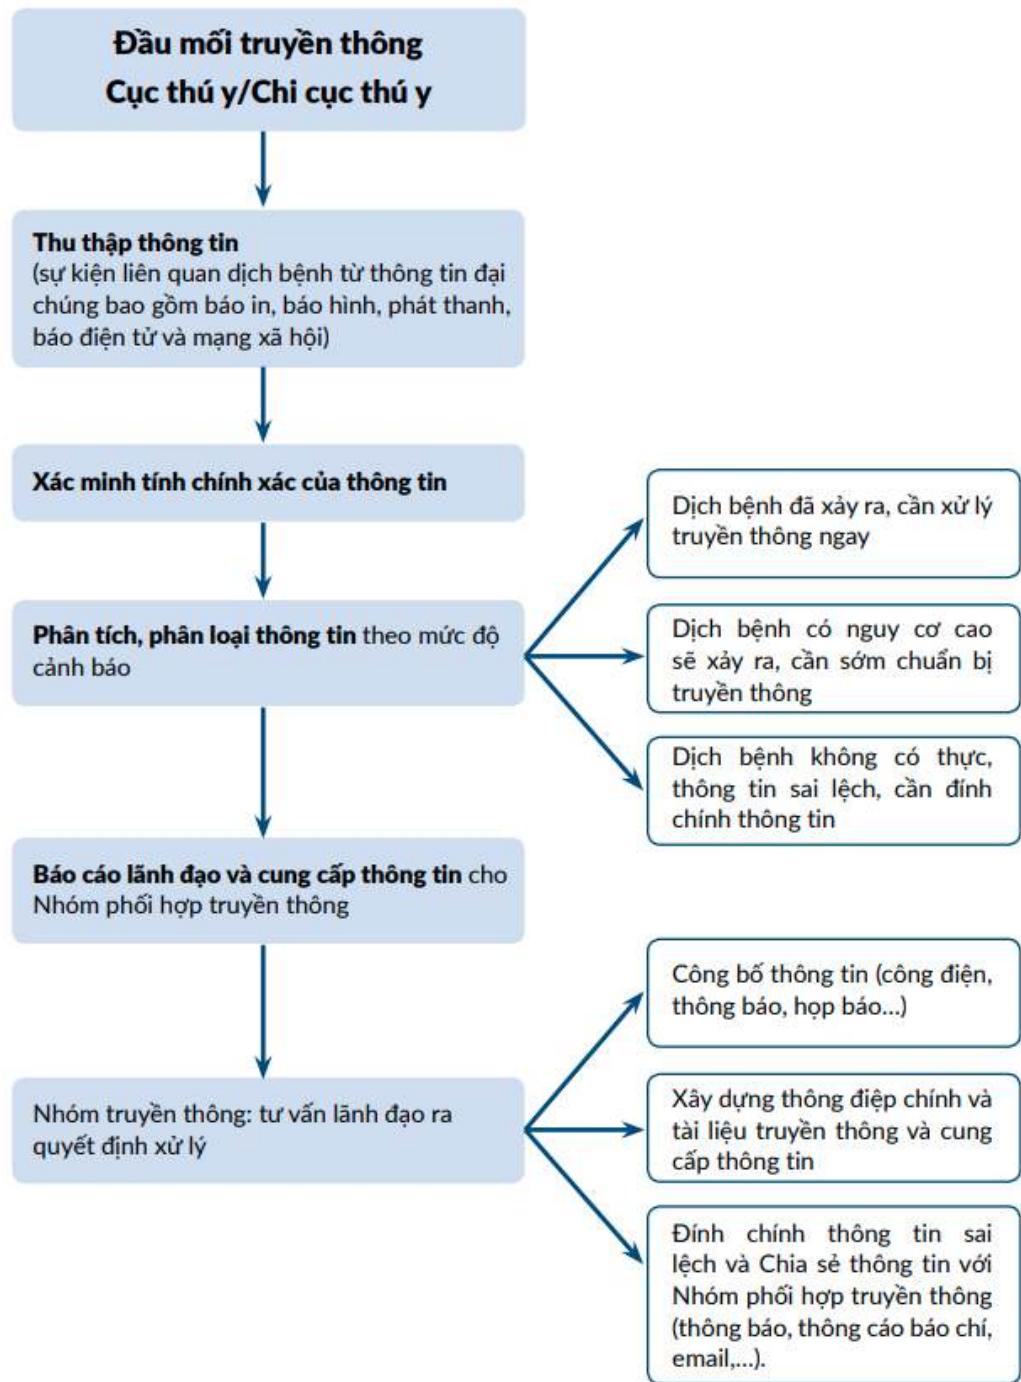 Đầu mối truyền thông
Cục thú y/Chi cục thú y
Thu thập thông tin
(sự kiện liên quan dịch bệnh từ thông tin đại
chúng bao gồm báo in, báo hình, phát thanh,
báo điện tử và mạng xã hội)
Xác minh tính chính xác của thông tin
Phân tích, phân loại thông tin theo mức độ
cảnh báo
Dịch bệnh đã xảy ra, cần xử lý
truyền thông ngay
Dịch bệnh có nguy cơ cao
sẽ xảy ra, cần sớm chuẩn bị
truyền thông
Dịch bệnh không có thực,
thông tin sai lệch, cần đính
chính thông tin
Báo cáo lãnh đạo và cung cấp thông tin cho
Nhóm phối hợp truyền thông
Nhóm truyền thông: tư vấn lãnh đạo ra
quyết định xử lý
Công bố thông tin (công điện,
thông báo, họp báo...)
Xây dựng thông điệp chính và
tài liệu truyền thông và cung
cấp thông tin
Đính chính thông tin sai
lệch và Chia sẻ thông tin với
Nhóm phối hợp truyền thông
(thông báo, thông cáo báo chí,
email,...).